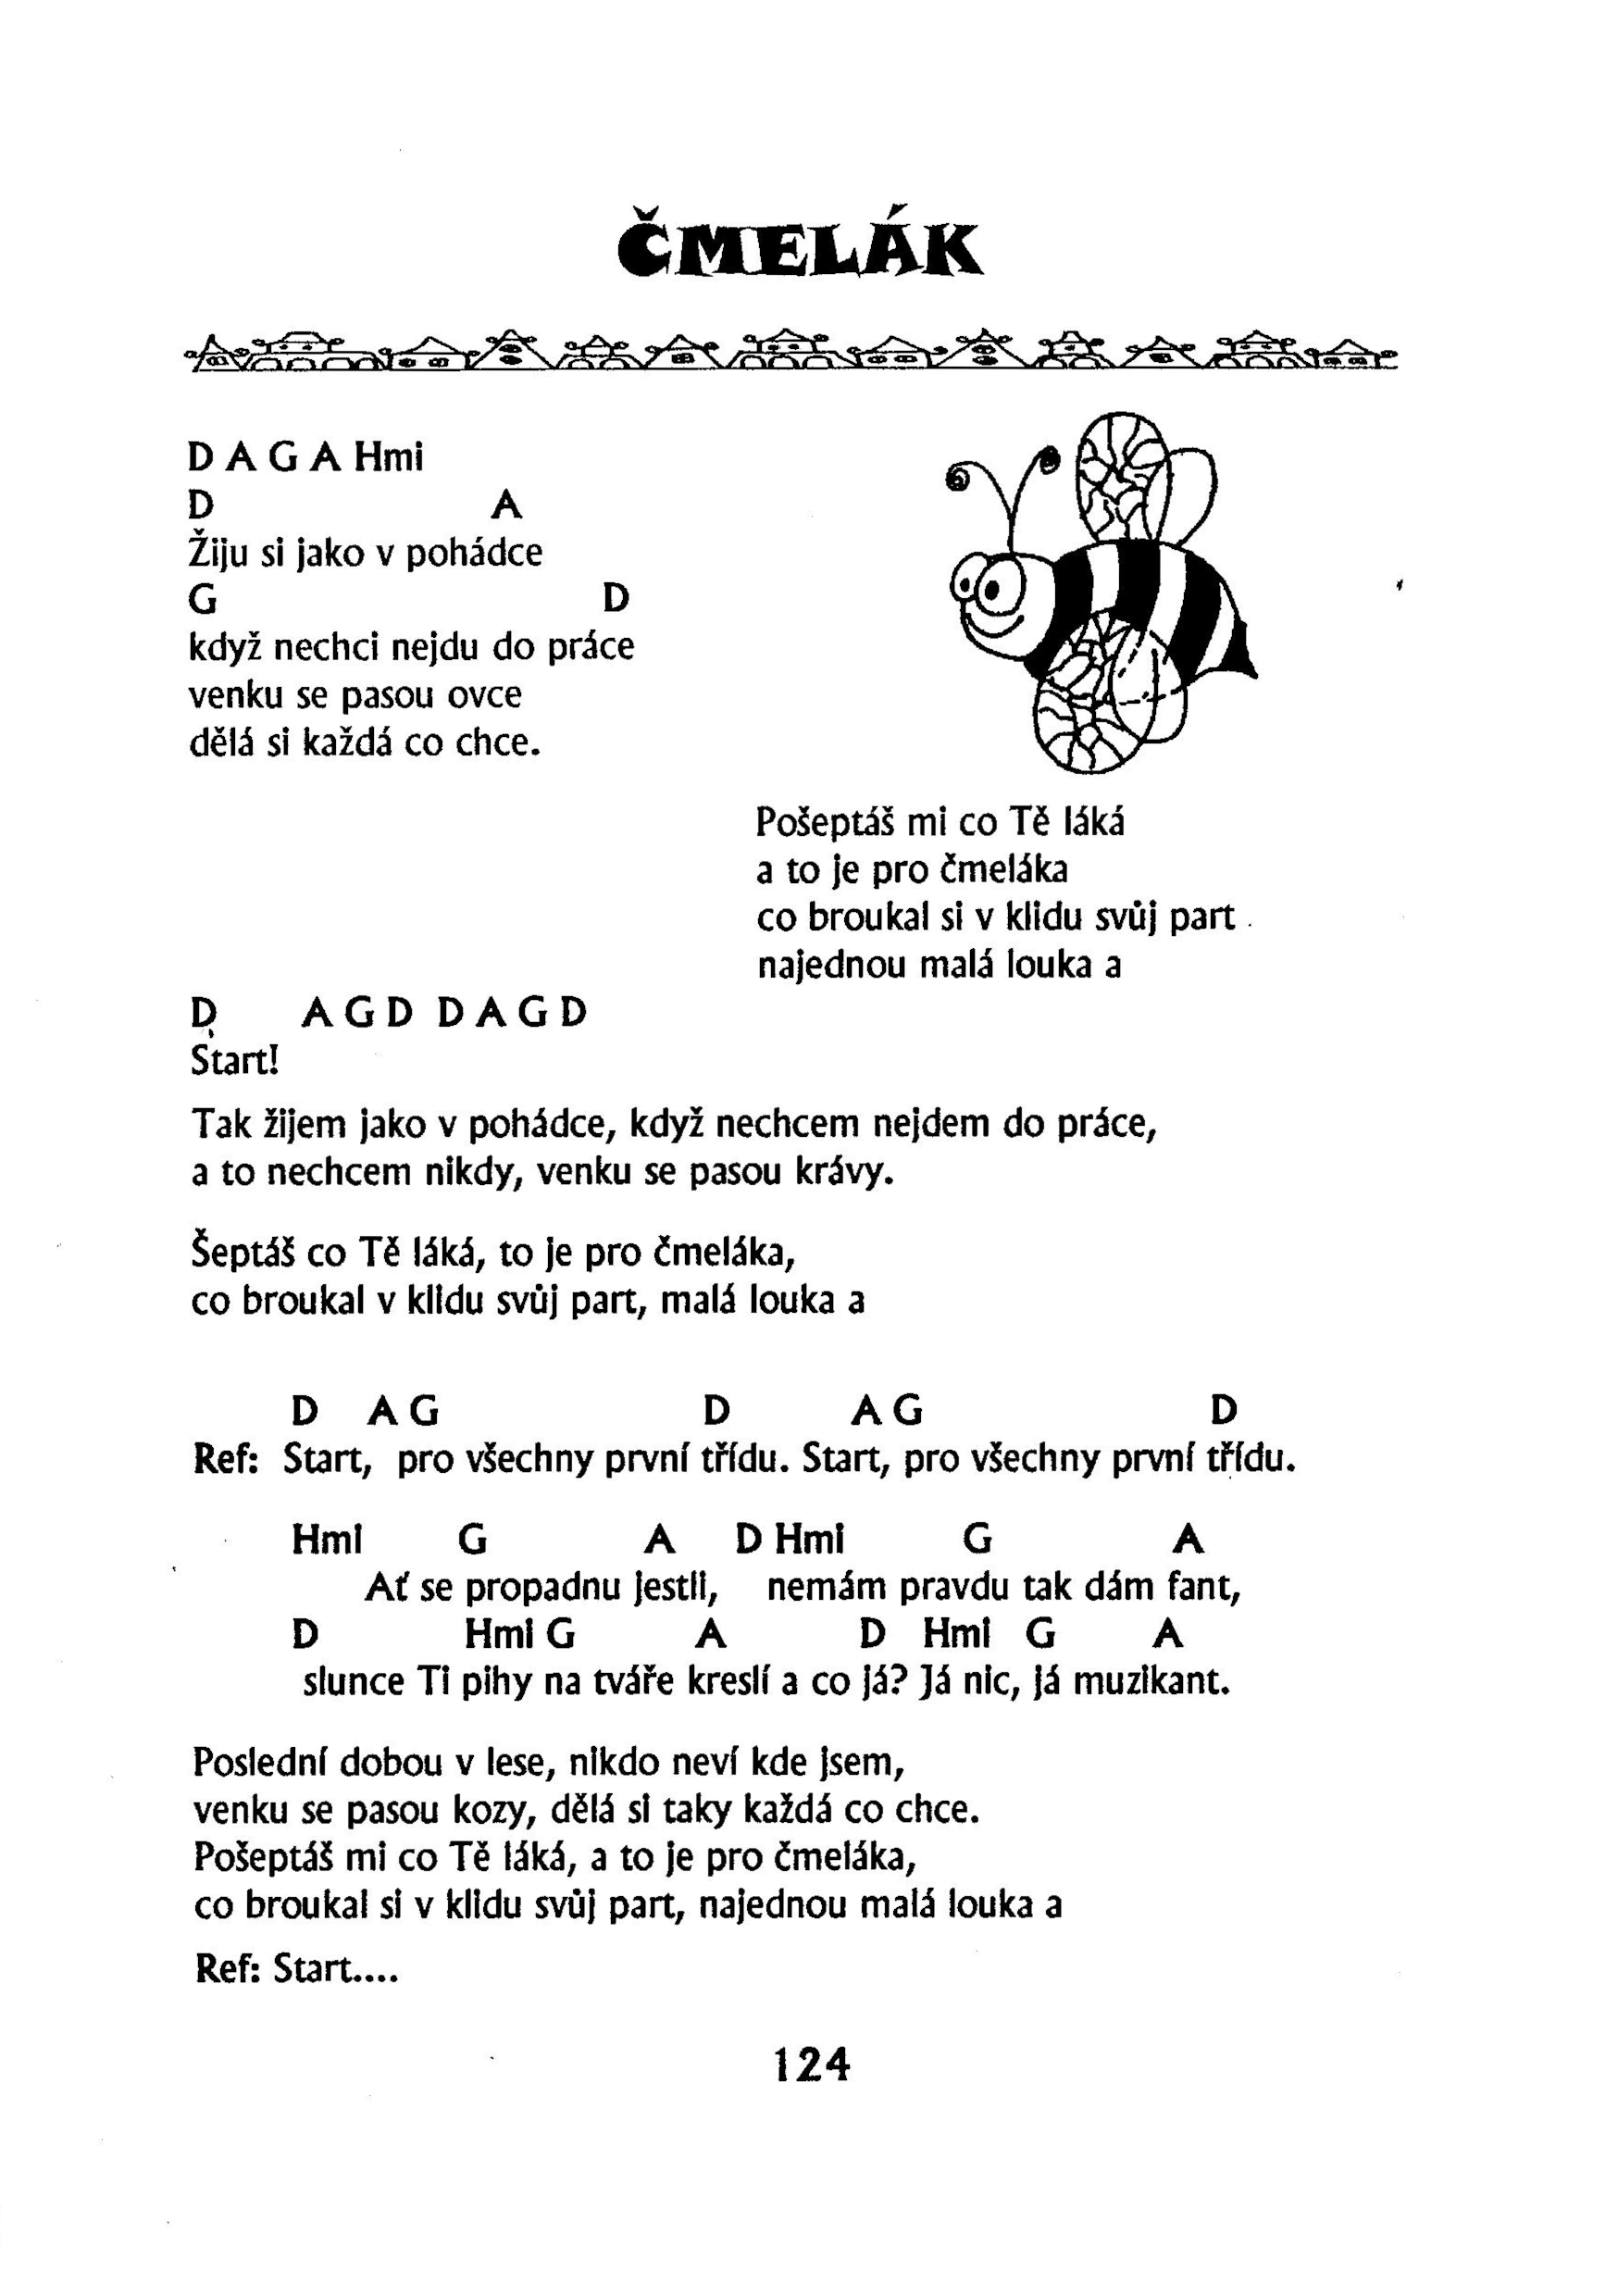 ČMELÁK
D A G A Hmi
D A
Žiju si jako v pohádce
G D
když nechci nejdu do práce
venku se pasou ovce
dělá si každá co chce.
Pošeptáš mi co Tě láká
a to je pro čmeláka
co broukal si v klidu svůj part
najednou malá louka a
D A G D D A G D
Start!
Tak žijem jako v pohádce, když nechcem nejdem do práce,
a to nechcem nikdy, venku se pasou krávy.
Šeptáš co Tě láká, to je pro čmeláka,
co broukal v klidu svůj part, malá louka a
D A G D A G D
Ref: Start, pro všechny první třídu. Start, pro všechny první třídu.
Hmi G A D Hmi G A
Ať se propadnu jestli, nemám pravdu tak dám fant,
D Hmi G A D Hmi G A
slunce Ti pihy na tváře kreslí a co já? Já nic, já muzikant.
Poslední dobou v lese, nikdo neví kde jsem,
venku se pasou kozy, dělá si taky každá co chce.
Pošeptáš mi co Tě láká, a to je pro čmeláka,
co broukal si v klidu svůj part, najednou malá louka a
Ref: Start....
124